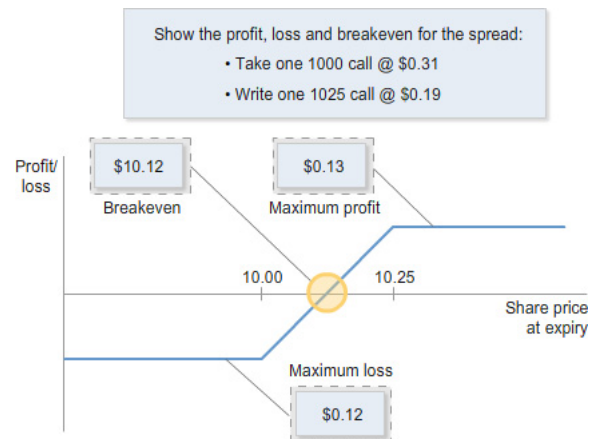 Show the profit, loss and breakeven for the spread:
• Take one 1000 call @ $0.31
• Write one 1025 call @ $0.19
Profit/
loss
$10.12
Breakeven
$0.13
Maximum profit
10.00
10.25
Share price
at expiry
Maximum loss
$0.12